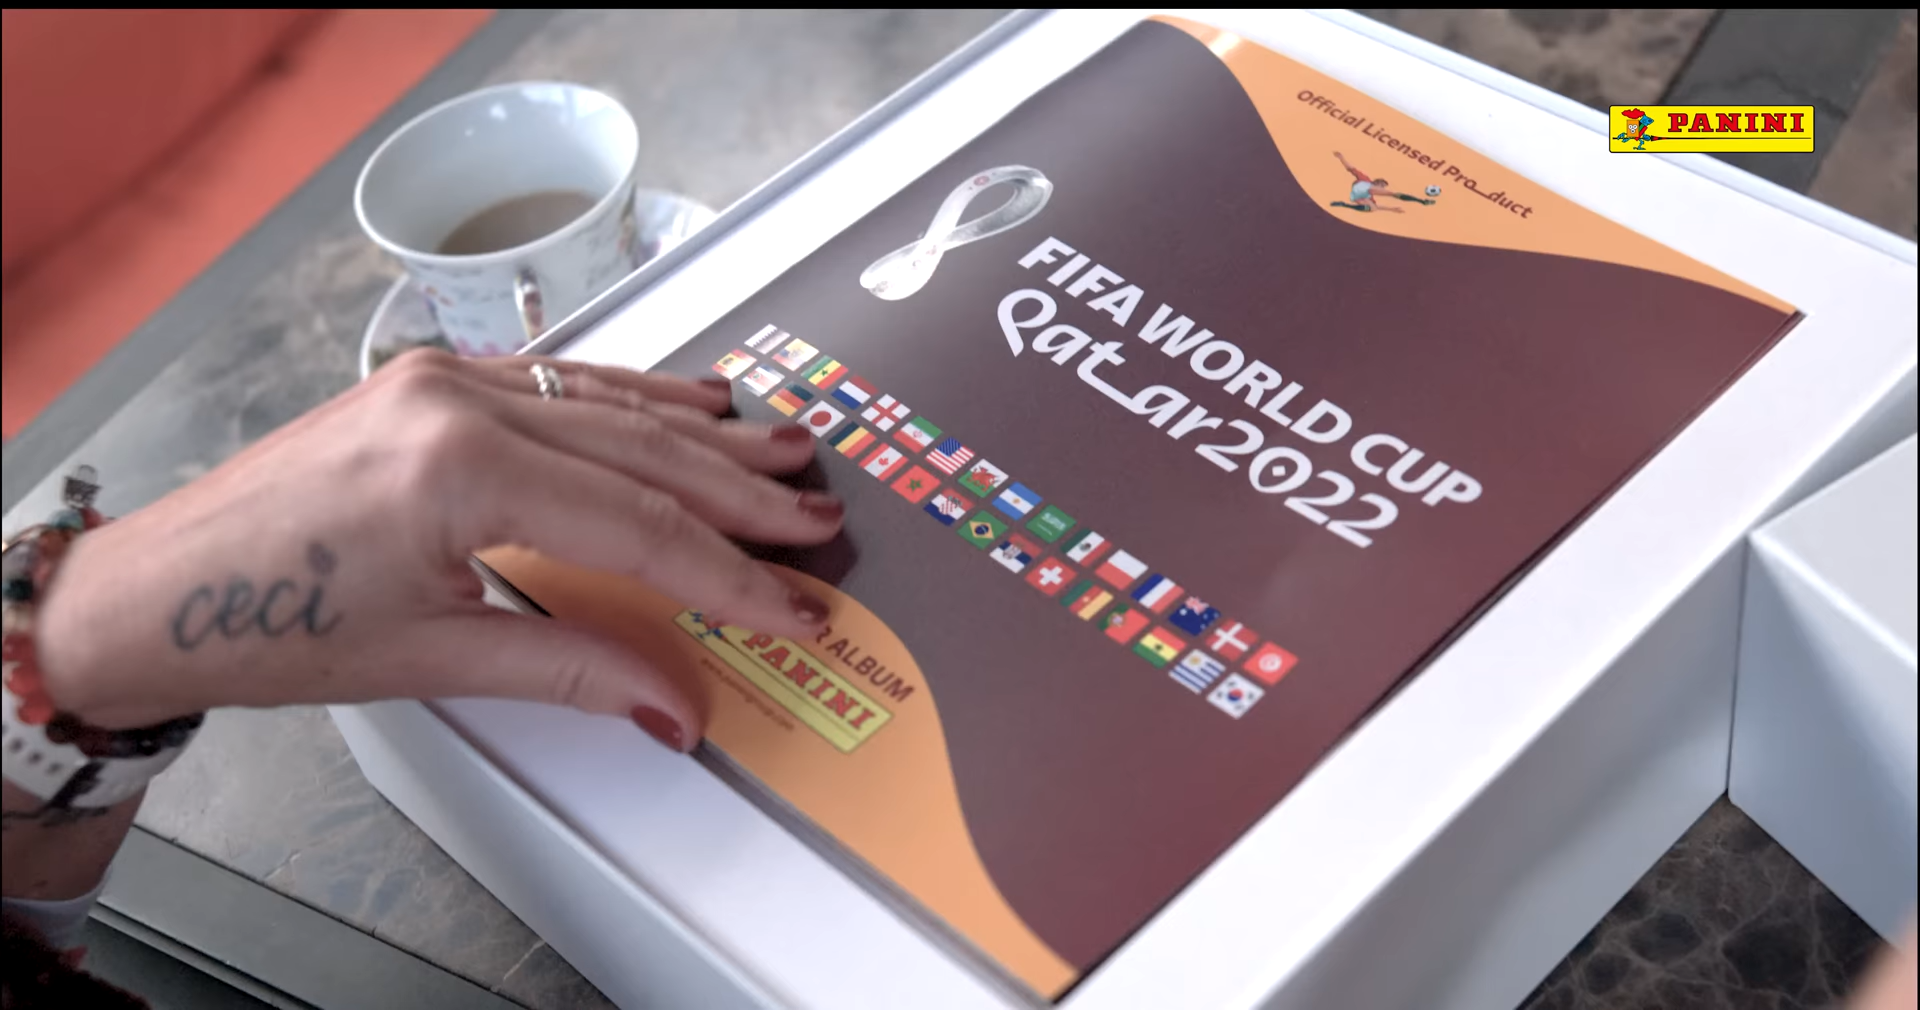 PANINI
Official Licensed Product
FIFA WORLD CUP
Qatar2022
ALBUM
PANINI
ceci